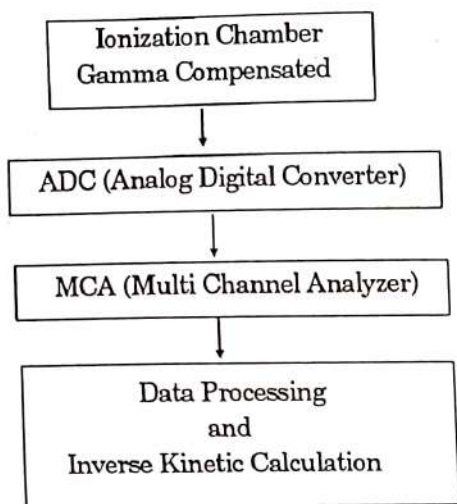 Ionization Chamber
Gamma Compensated
ADC (Analog Digital Converter)
MCA (Multi Channel Analyzer)
Data Processing
and
Inverse Kinetic Calculation